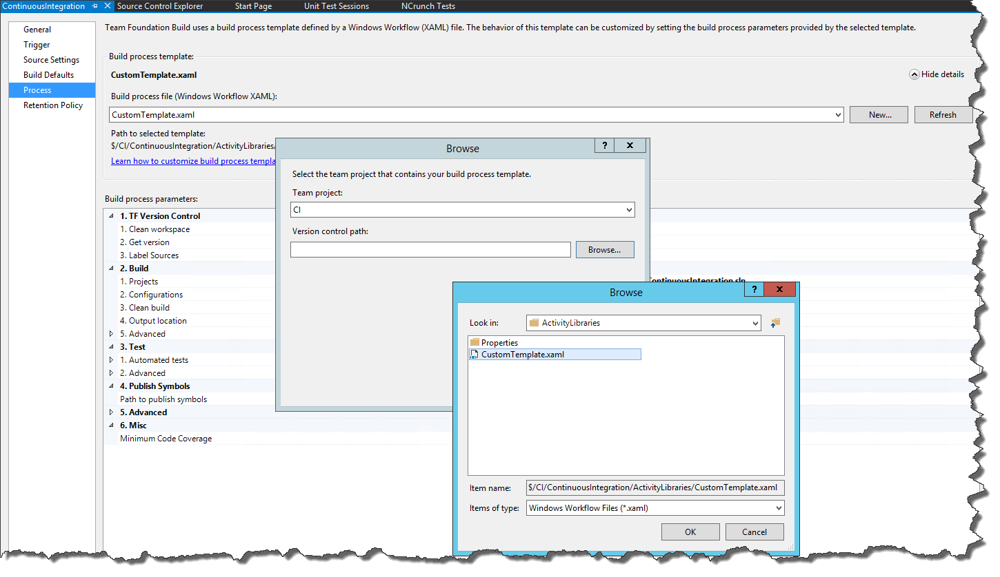 ContinuousIntegration Source Control Explorer Start Page Unit Test Sessions NCrunch Tests
General
Trigger
Source Settings
Build Defaults
Process
Retention Policy
Team Foundation Build uses a build process template defined by a Windows Workflow (XAML) file. The behavior of this template can be customized by setting the build process parameters provided by the selected template.
Build process template:
CustomTemplate.xaml
Hide details
Build process file (Windows Workflow XAML):
CustomTemplate.xaml
New...
Refresh
Path to selected template:
$/CI/ContinuousIntegration/ActivityLibraries/
Learn how to customize build process templa
Build process parameters:
1. TF Version Control
1. Clean workspace
2. Get version
3. Label Sources
2. Build
1. Projects
2. Configurations
3. Clean build
4. Output location
5. Advanced
3. Test
1. Automated tests
2. Advanced
4. Publish Symbols
Path to publish symbols
5. Advanced
6. Misc
Minimum Code Coverage
Browse
?
Select the team project that contains your build process template.
Team project:
CI
Version control path:
Browse...
ContinuousIntegration.sln
Browse
?
Look in:
ActivityLibraries
Properties
CustomTemplate.xaml
Item name:
$/CI/ContinuousIntegration/ActivityLibraries/CustomTemplate.xaml
Items of type:
Windows Workflow Files (*.xaml)
OK
Cancel